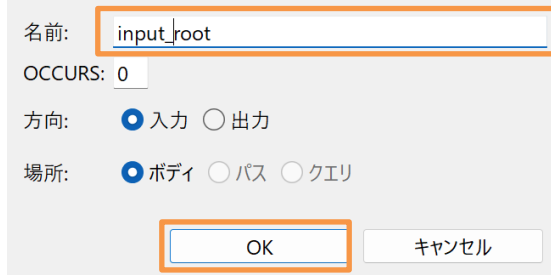 名前: input_root
OCCURS: 0
方向: 入力 出力
場所: ボディ パス クエリ
OK キャンセル